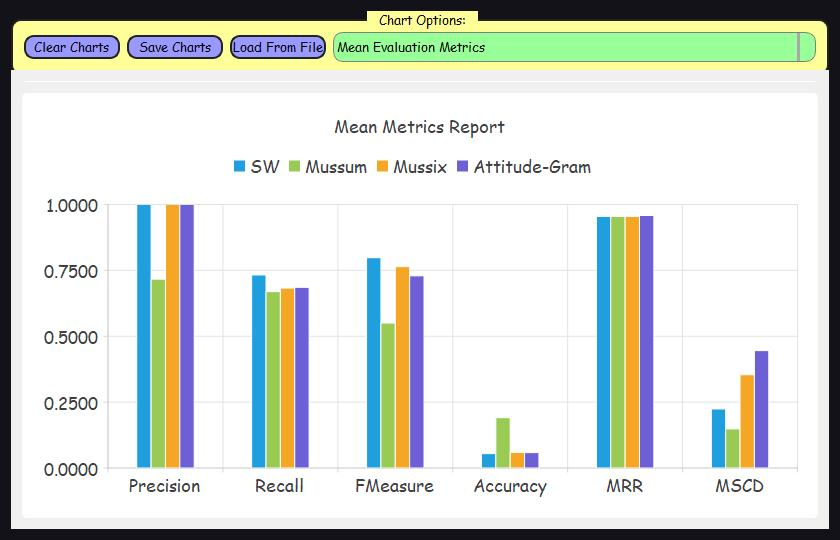 Chart Options:
Clear Charts Save Charts Load From File Mean Evaluation Metrics
Mean Metrics Report
SW Mussum Mussix Attitude-Gram
1.0000
0.7500
0.5000
0.2500
0.0000
Precision Recall FMeasure Accuracy MRR MSCD